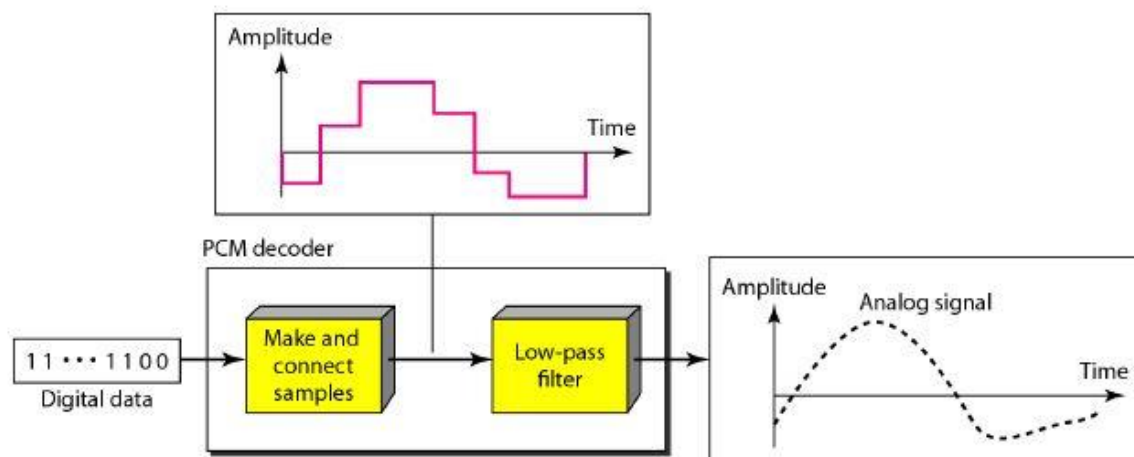 Amplitude
Time
PCM decoder
Make and
connect
samples
Low-pass
filter
11 ••• 1100
Digital data
Amplitude
Analog signal
Time